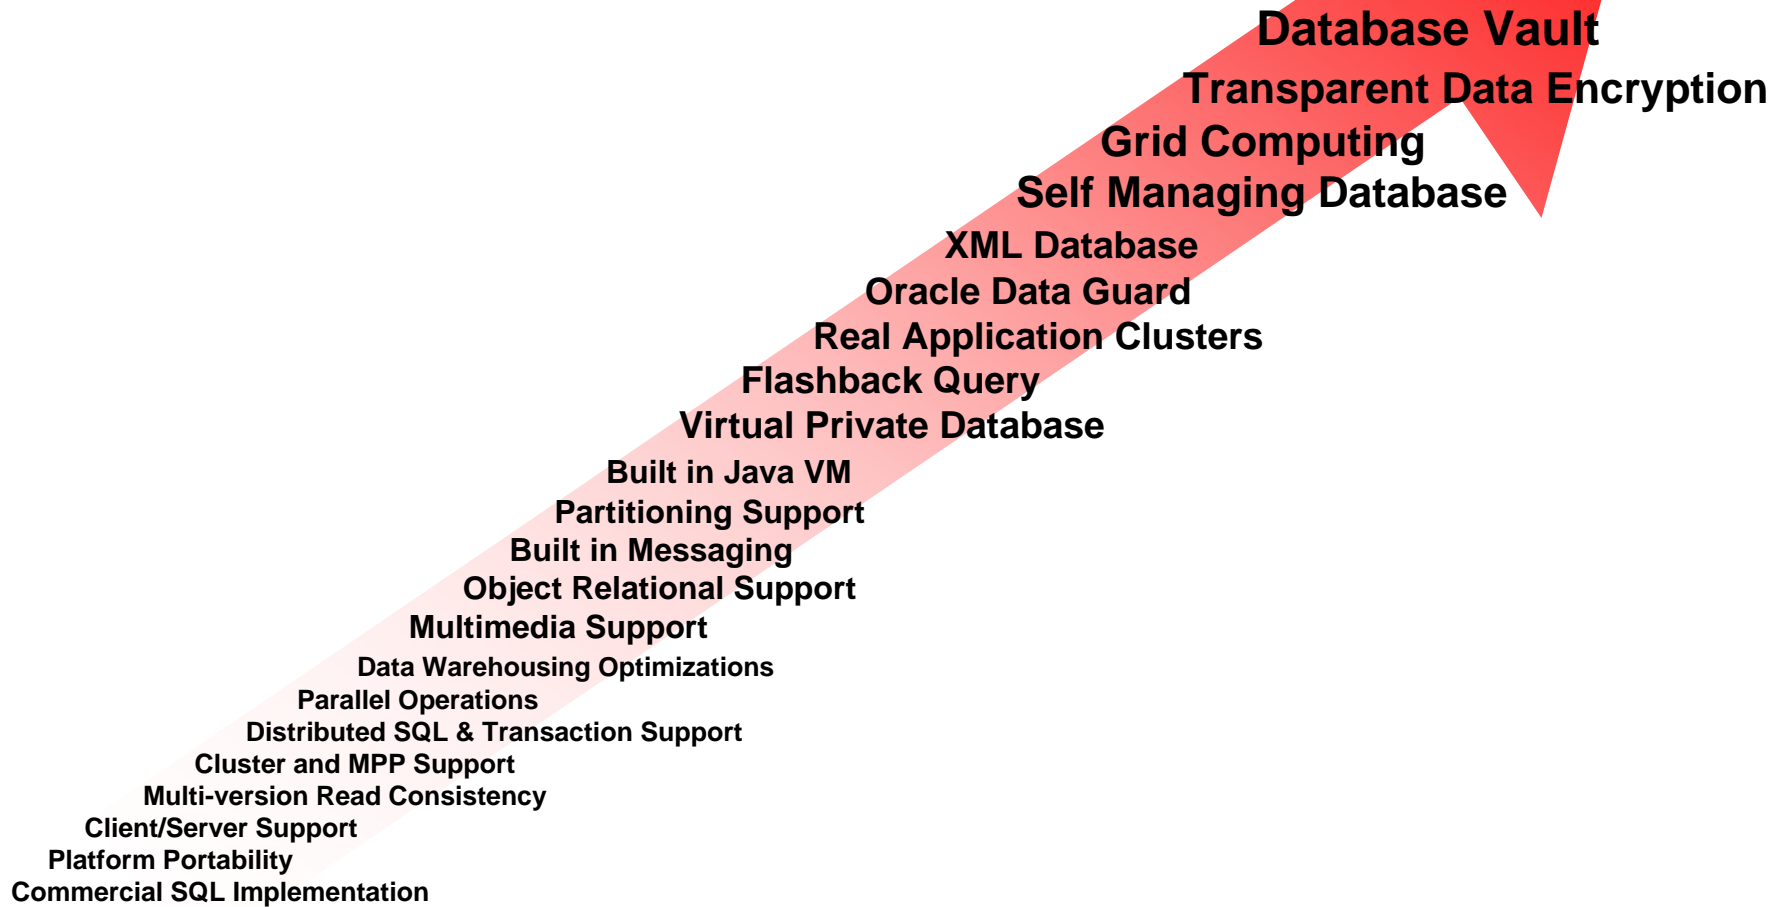 Database Vault
Transparent Data Encryption
Grid Computing
Self Managing Database
XML Database
Oracle Data Guard
Real Application Clusters
Flashback Query
Virtual Private Database
Built in Java VM
Partitioning Support
Built in Messaging
Object Relational Support
Multimedia Support
Data Warehousing Optimizations
Parallel Operations
Distributed SQL & Transaction Support
Cluster and MPP Support
Multi-version Read Consistency
Client/Server Support
Platform Portability
Commercial SQL Implementation